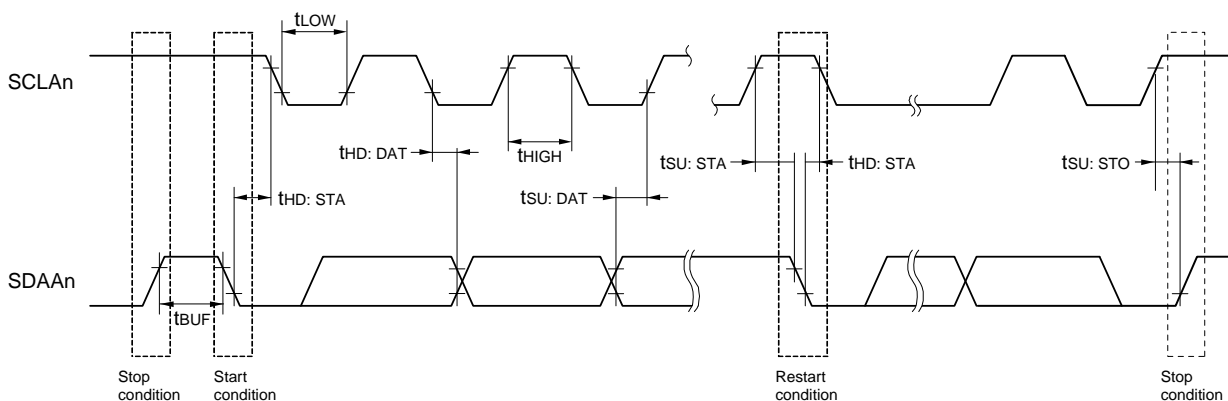 tLOW
SCLAn
tHD: DAT
tHIGH
tSU: STA
tHD: STA
tSU: STO
tHD: STA
tSU: DAT
SDAAn
tBUF
Stop
condition
Start
condition
Restart
condition
Stop
condition